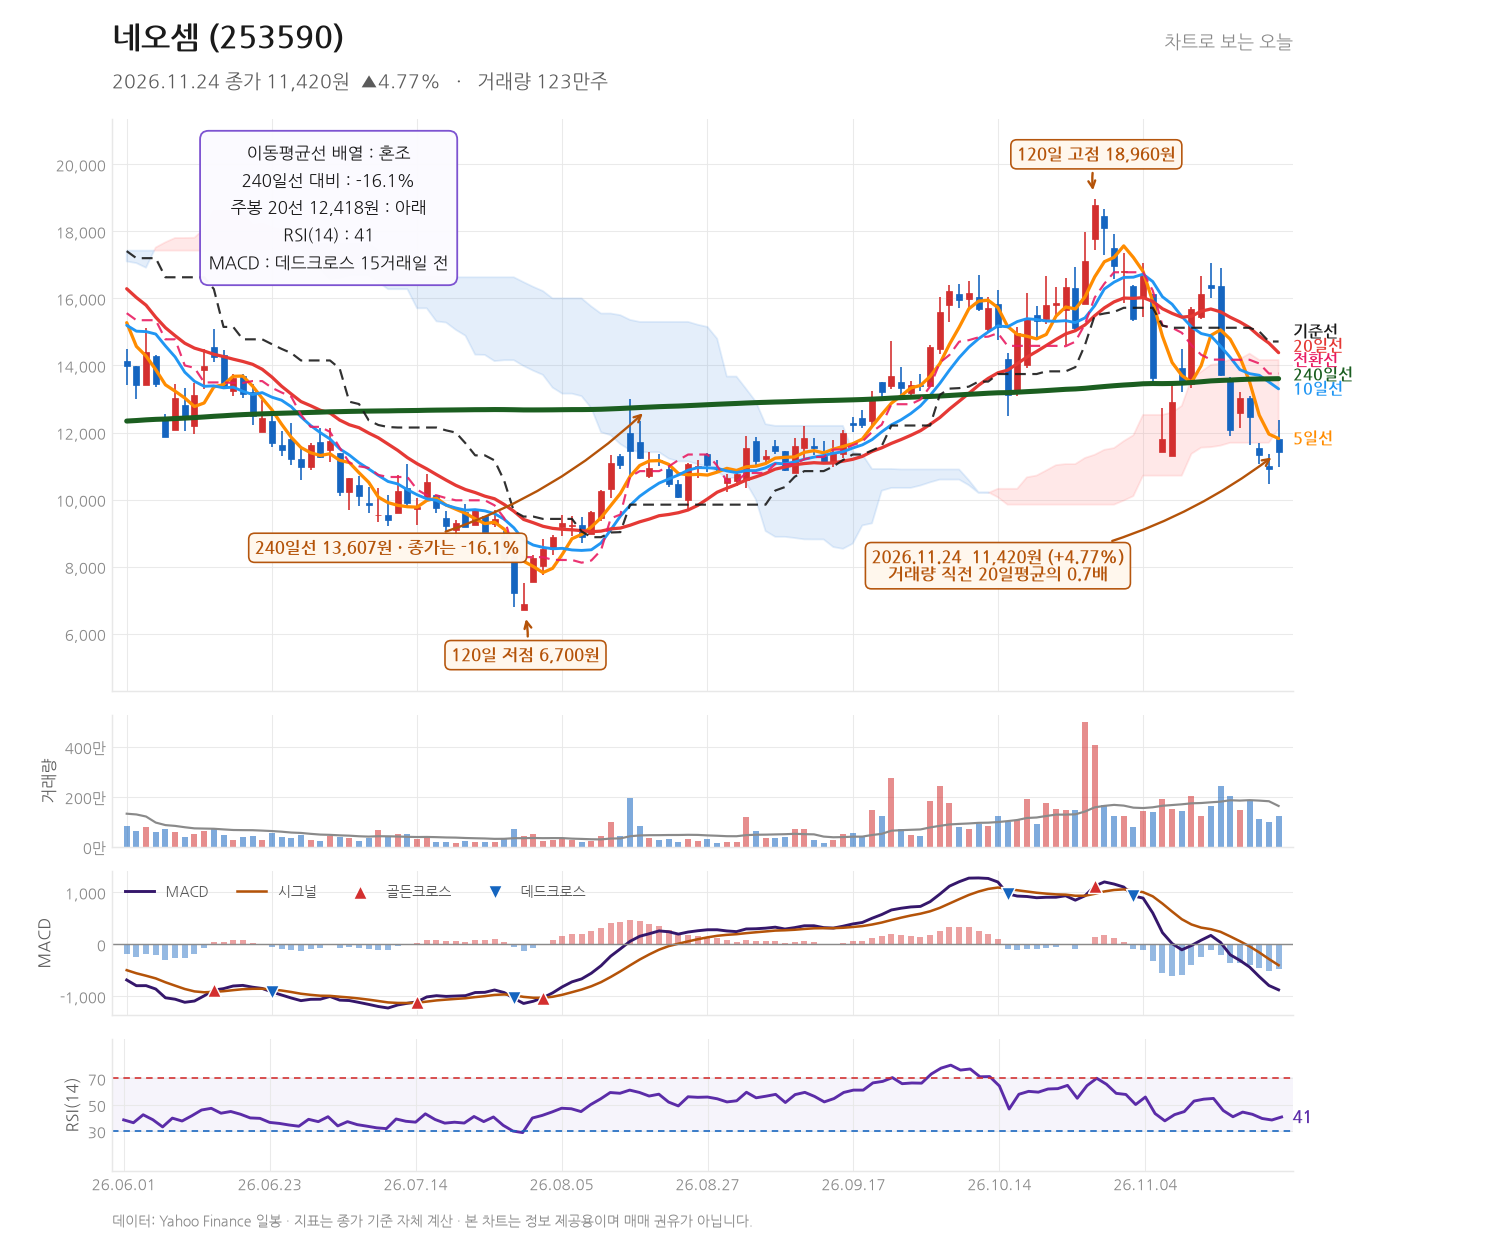 네오셈 (253590)
차트로 보는 오늘
2026.11.24 종가 11,420원 ▲4.77% · 거래량 123만주
이동평균선 배열 : 혼조
240일선 대비 : -16.1%
주봉 20선 12,418원 : 아래
RSI(14) : 41
MACD : 데드크로스 15거래일 전
120일 고점 18,960원
20,000
18,000
16,000
14,000
12,000
10,000
8,000
6,000
기준선
20일선
전환선
240일선
10일선
5일선
240일선 13,607원 · 종가는 -16.1%
2026.11.24 11,420원 (+4.77%)
거래량 직전 20일평균의 0.7배
120일 저점 6,700원
거래량
400만
200만
0만
MACD
1,000
0
-1,000
MACD
시그널
골든크로스
데드크로스
RSI(14)
70
50
30
41
26.06.01
26.06.23
26.07.14
26.08.05
26.08.27
26.09.17
26.10.14
26.11.04
데이터: Yahoo Finance 일봉 · 지표는 종가 기준 자체 계산 · 본 차트는 정보 제공용이며 매매 권유가 아닙니다.